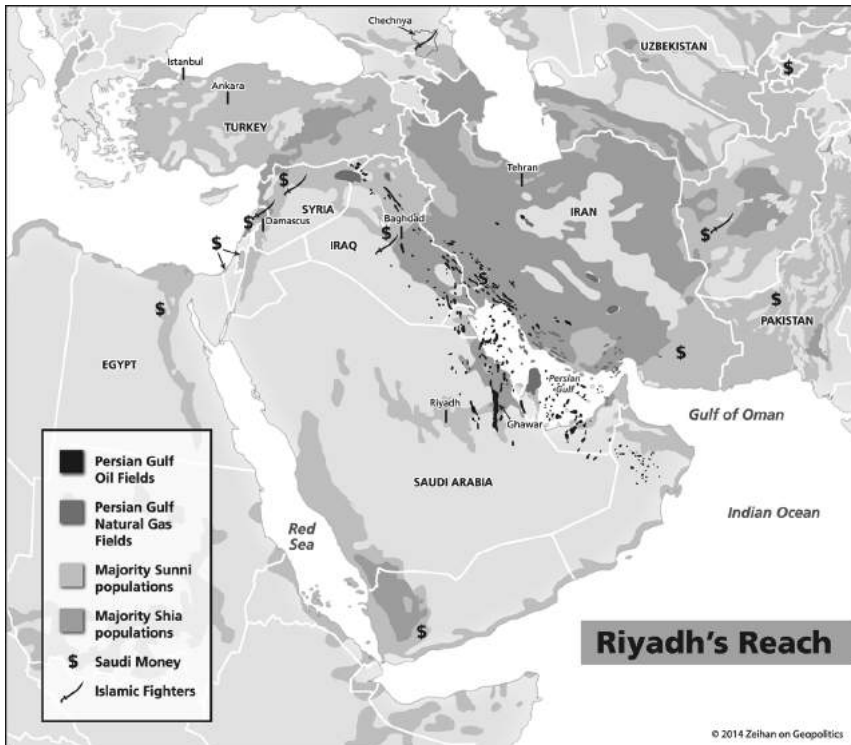 Chechnya
UZBEKISTAN
$
Istanbul
Ankara
TURKEY
Tehran
$
SYRIA
IRAN
$
Damascus
Baghdad
$
IRAQ
$
$
$
$
$
PAKISTAN
EGYPT
$
Persian
Gulf
Riyadh
Ghawar
Gulf of Oman
SAUDI ARABIA
Indian Ocean
Red
Sea
$
Persian Gulf
Oil Fields
Persian Gulf
Natural Gas
Fields
Majority Sunni
populations
Majority Shia
populations
$ Saudi Money
Islamic Fighters
Riyadh's Reach
© 2014 Zeihan on Geopolitics